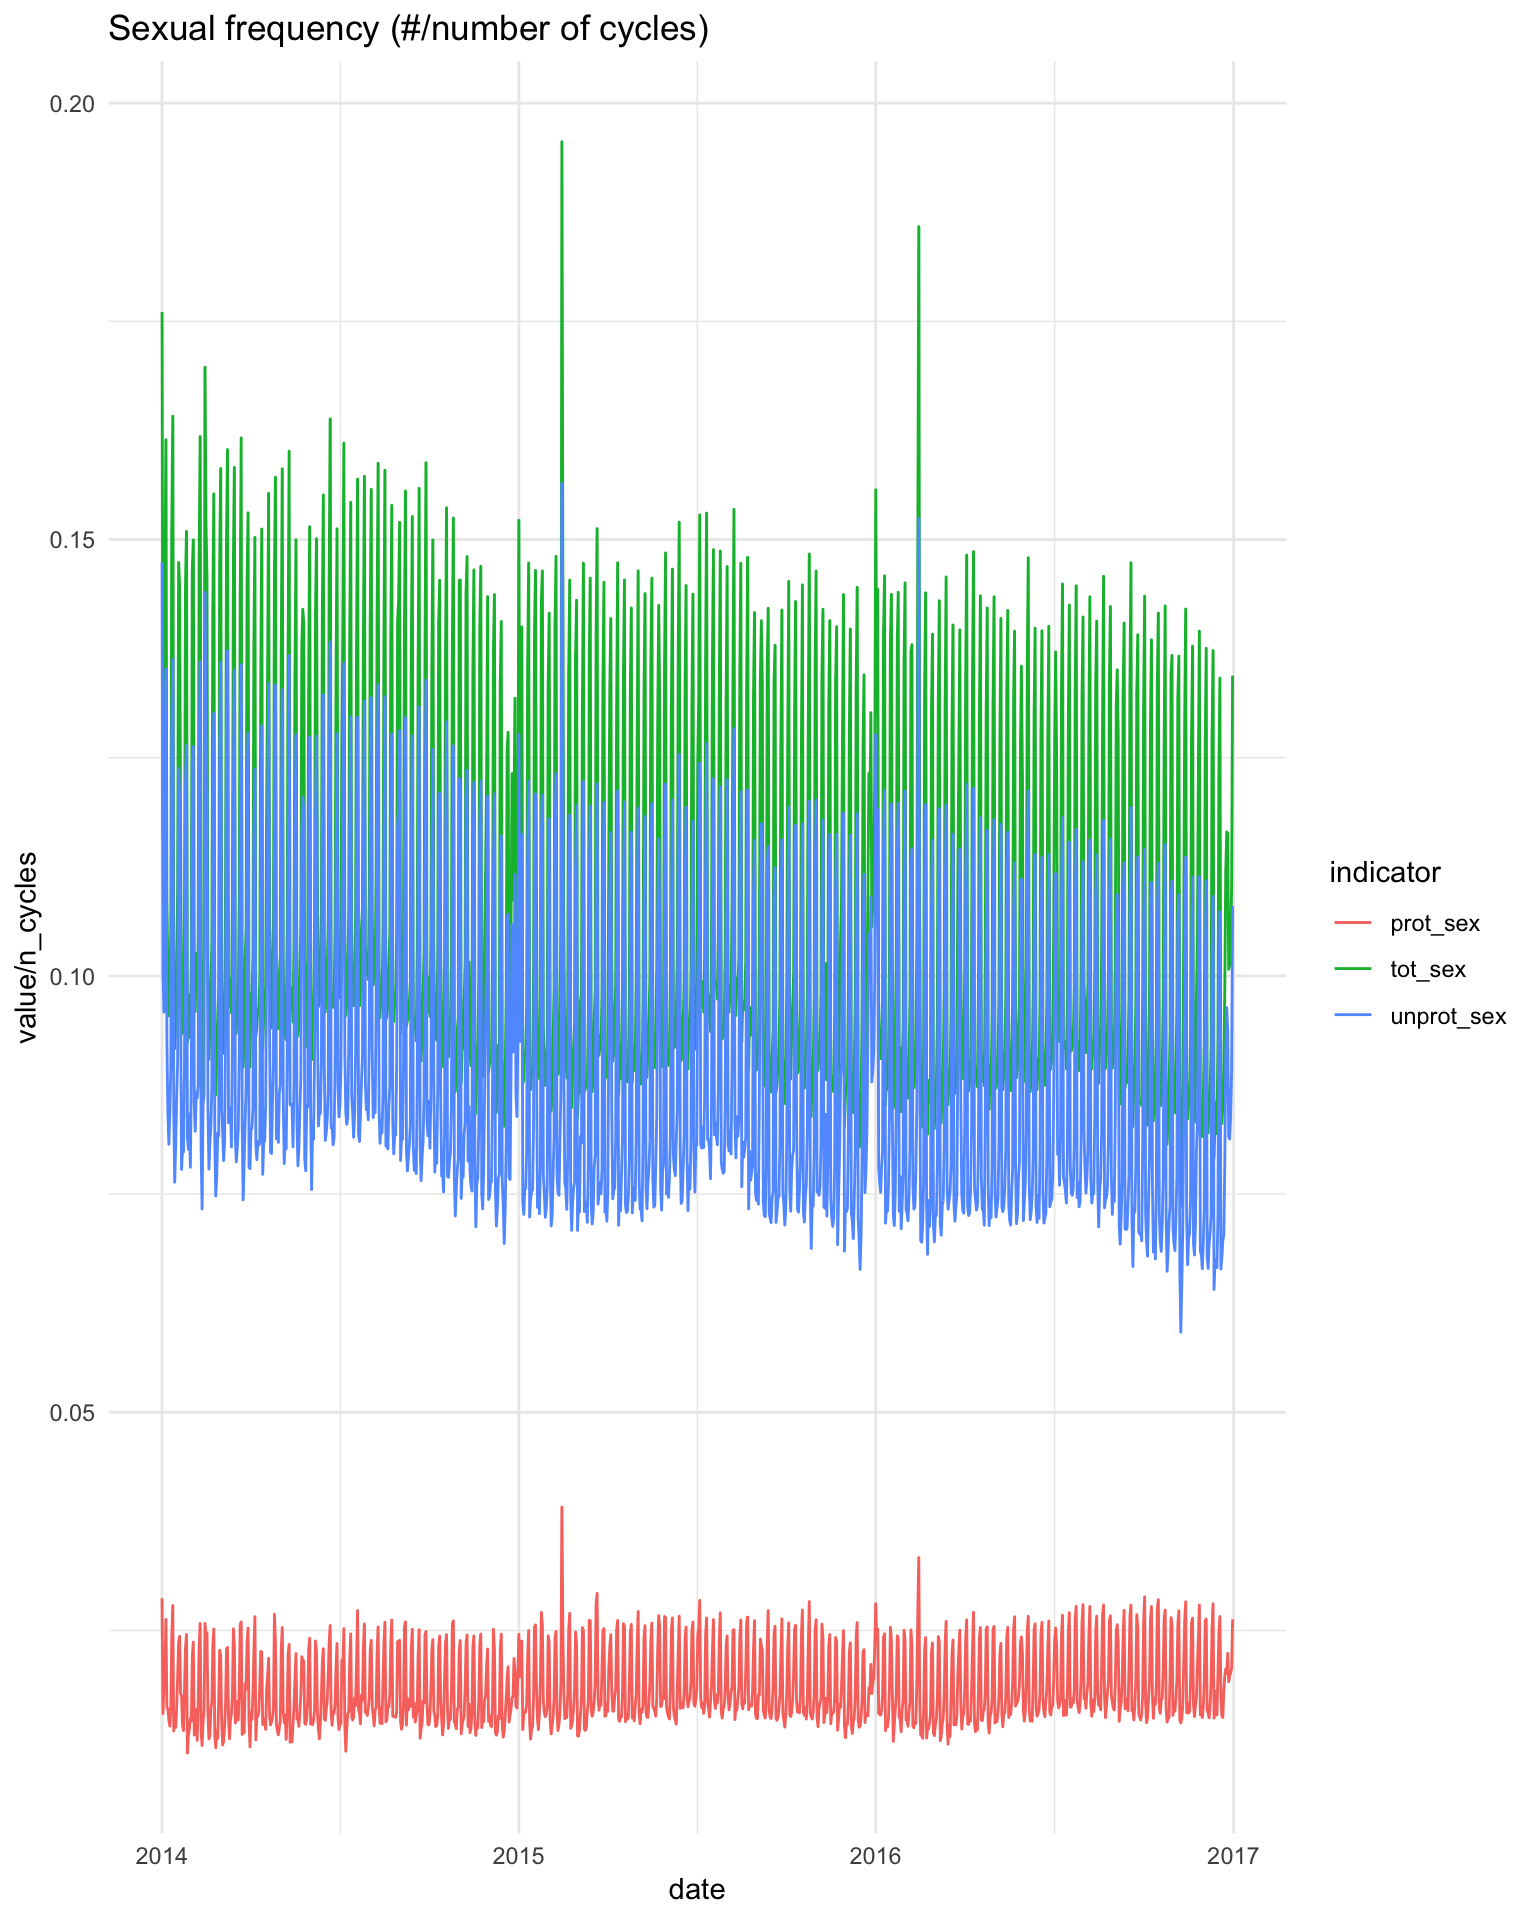 Sexual frequency (#/number of cycles)
0.20
0.15
0.10
0.05
value/n_cycles
2014
2015
2016
2017
date
indicator
prot_sex
tot_sex
unprot_sex